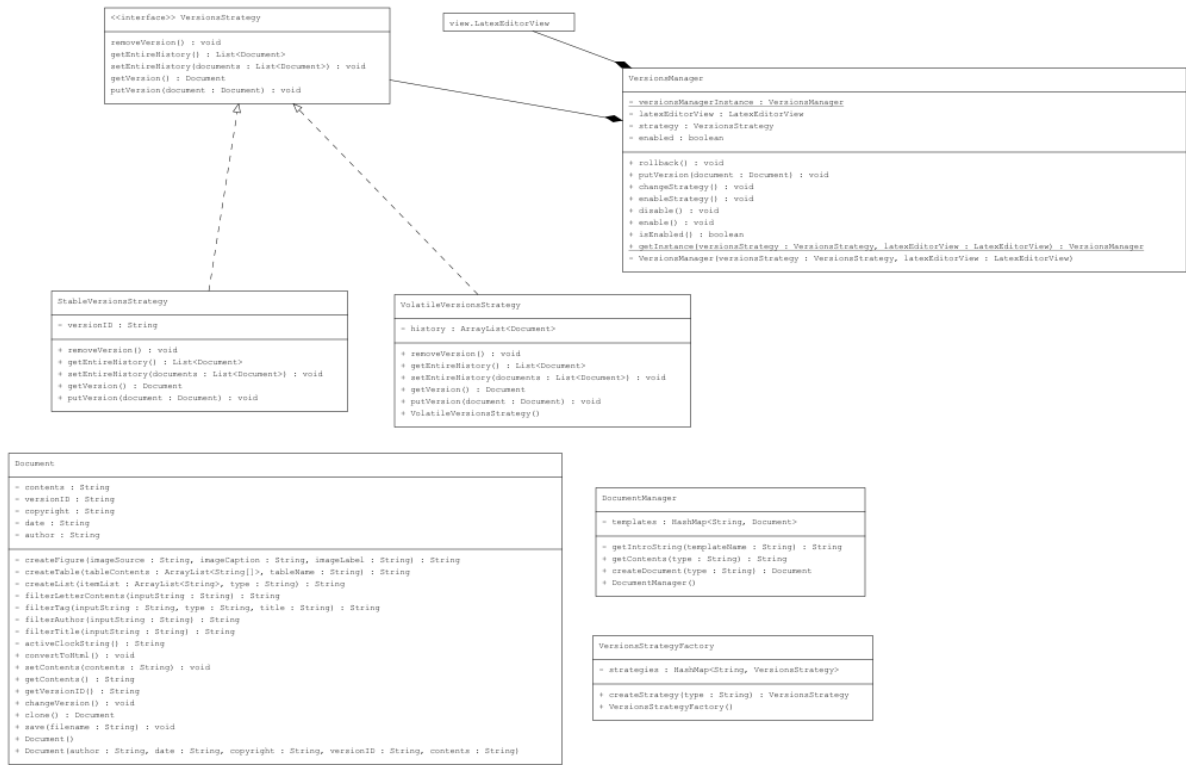 <<interface>> VersionsStrategy
removeVersion() : void
getEntireHistory() : List<Document>
setEntireHistory(documents : List<Document>) : void
getVersion() : Document
putVersion(document : Document) : void
view.LatexEditorView
VersionsManager
- versionsManagerInstance : VersionsManager
- latexEditorView : LatexEditorView
- strategy : VersionsStrategy
- enabled : boolean
+ rollback() : void
+ putVersion(document : Document) : void
+ changeStrategy() : void
+ enableStrategy() : void
+ disable() : void
+ enable() : void
+ isEnabled() : boolean
+ getInstance(versionsStrategy : VersionsStrategy, latexEditorView : LatexEditorView) : VersionsManager
- VersionsManager(versionsStrategy : VersionsStrategy, latexEditorView : LatexEditorView)
StableVersionsStrategy
- versionID : String
+ removeVersion() : void
+ getEntireHistory() : List<Document>
+ setEntireHistory(documents : List<Document>) : void
+ getVersion() : Document
+ putVersion(document : Document) : void
VolatileVersionsStrategy
- history : ArrayList<Document>
+ removeVersion() : void
+ getEntireHistory() : List<Document>
+ setEntireHistory(documents : List<Document>) : void
+ getVersion() : Document
+ putVersion(document : Document) : void
+ VolatileVersionsStrategy()
Document
- contents : String
- versionID : String
- copyright : String
- date : String
- author : String
- createFigure(imageSource : String, imageCaption : String, imageLabel : String) : String
- createTable(tableContents : ArrayList<String[]>, tableName : String) : String
- createList(itemList : ArrayList<String>, type : String) : String
- filterLetterContents(inputString : String) : String
- filterTag(inputString : String, type : String, title : String) : String
- filterAuthor(inputString : String) : String
- filterTitle(inputString : String) : String
- activeClockString() : String
+ convertToHtml() : void
+ setContents(contents : String) : void
+ getContents() : String
+ getVersionID() : String
+ changeVersion() : void
+ clone() : Document
+ save(filename : String) : void
+ Document()
+ Document(author : String, date : String, copyright : String, versionID : String, contents : String)
DocumentManager
- templates : HashMap<String, Document>
- getIntroString(templateName : String) : String
+ getContents(type : String) : String
+ createDocument(type : String) : Document
+ DocumentManager()
VersionsStrategyFactory
- strategies : HashMap<String, VersionsStrategy>
+ createStrategy(type : String) : VersionsStrategy
+ VersionsStrategyFactory()